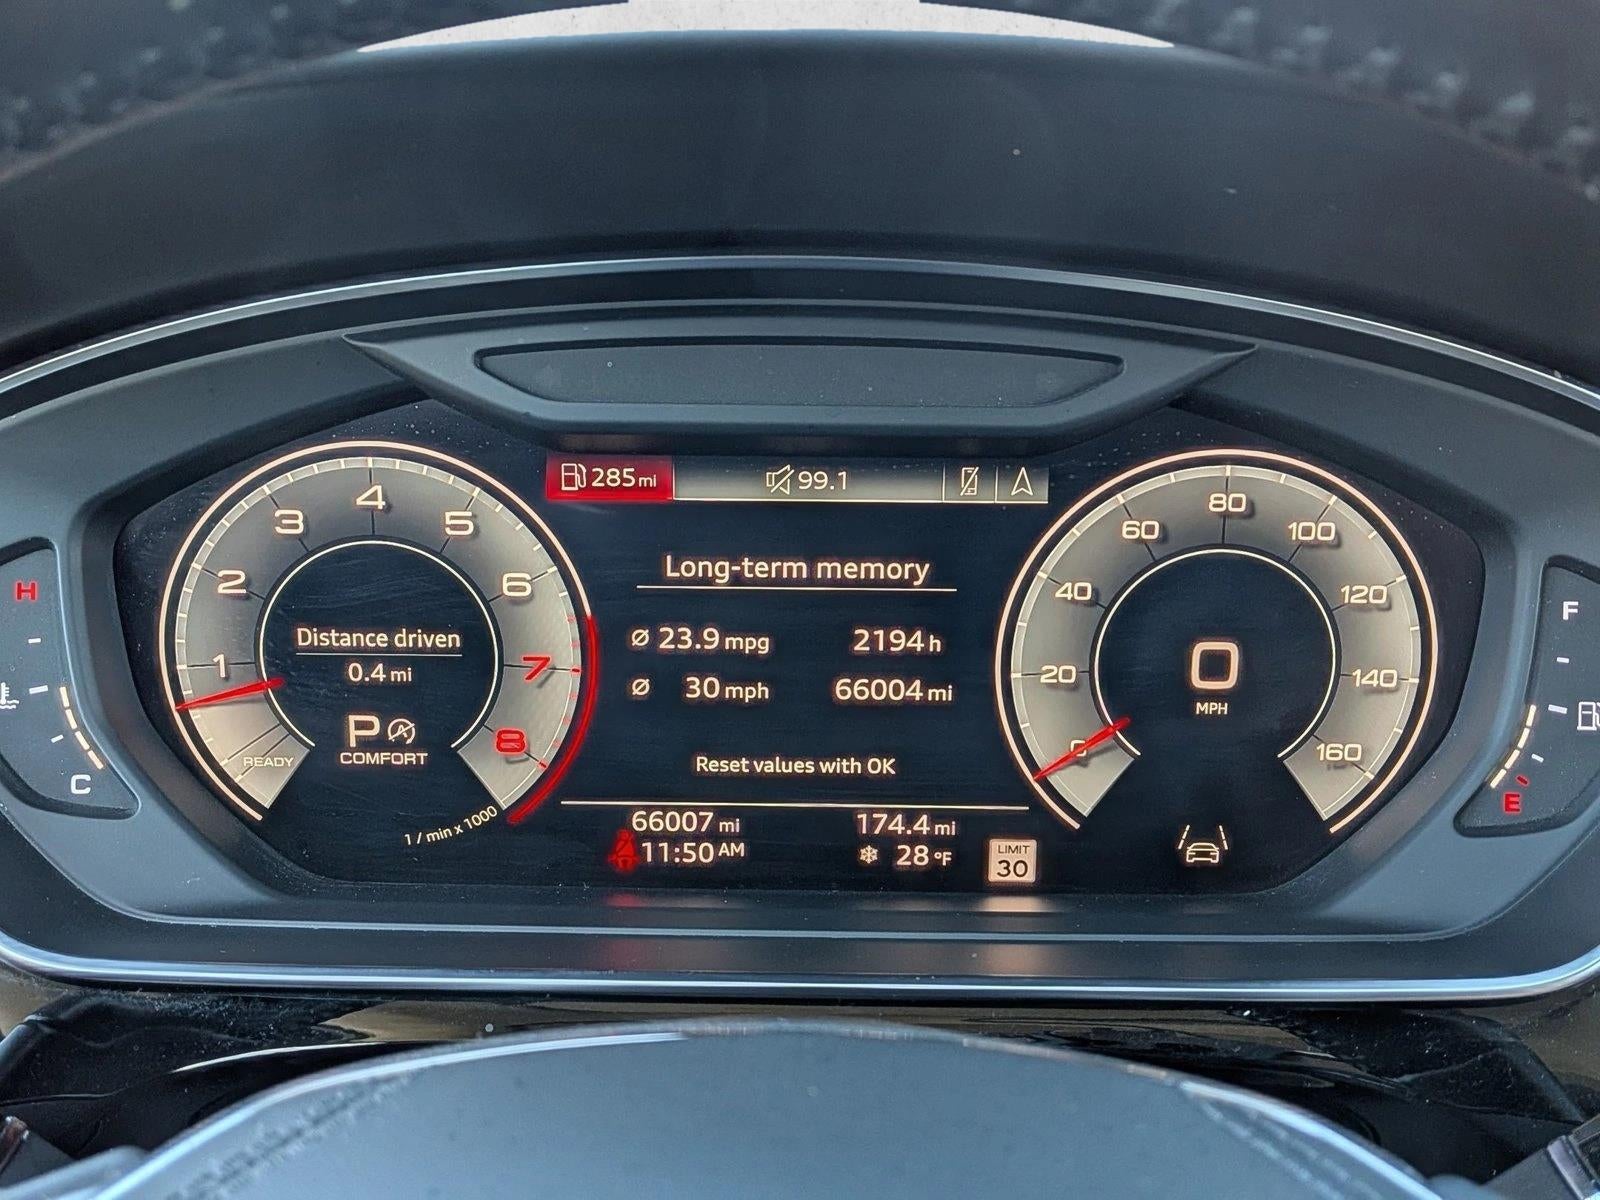 285 mi
99.1
Long-term memory
Ø 23.9 mpg 2194 h
Ø 30 mph 66004 mi
Reset values with OK
66007 mi 174.4 mi
11:50 AM 28 °F
LIMIT
30
H
C
1
2
3
4
5
6
7
8
READY
1 / min x 1000
Distance driven
0.4 mi
P A
COMFORT
0
20
40
60
80
100
120
140
160
0
MPH
F
E